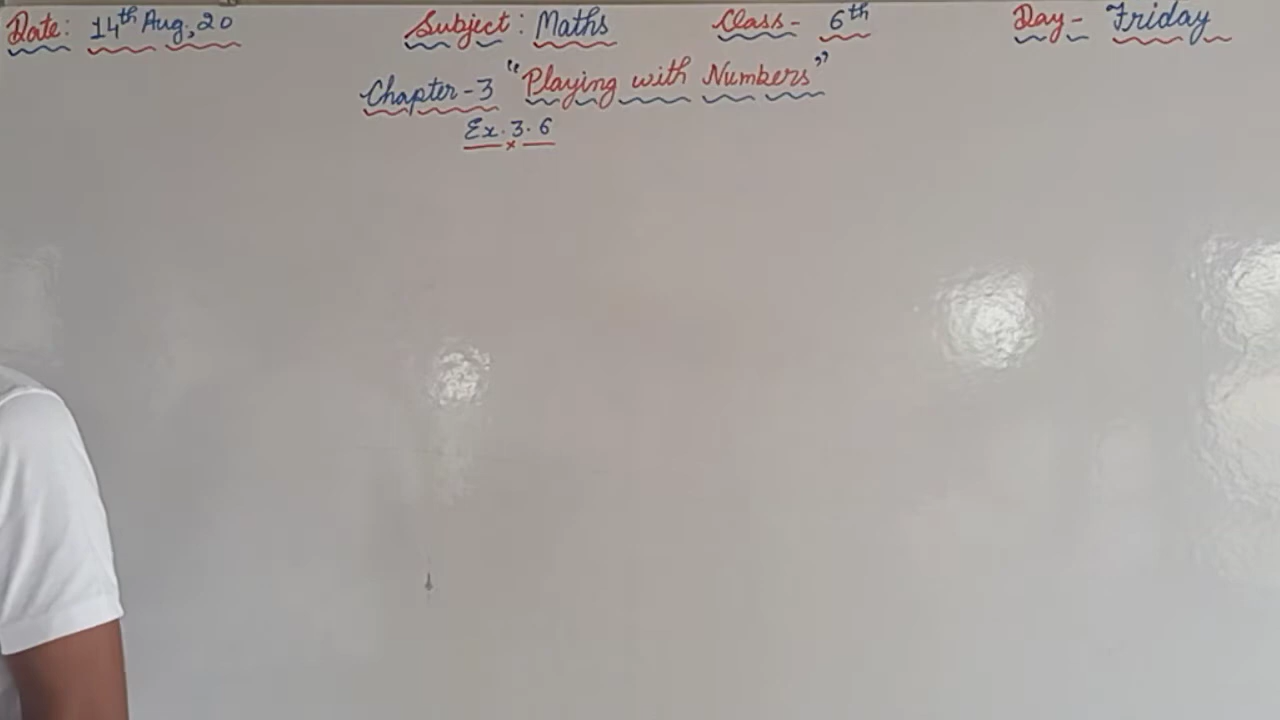 Date: 14th Aug, 20 Subject: Maths Class- 6th Day- Friday
Chapter-3 "Playing with Numbers"
Ex. 3.6